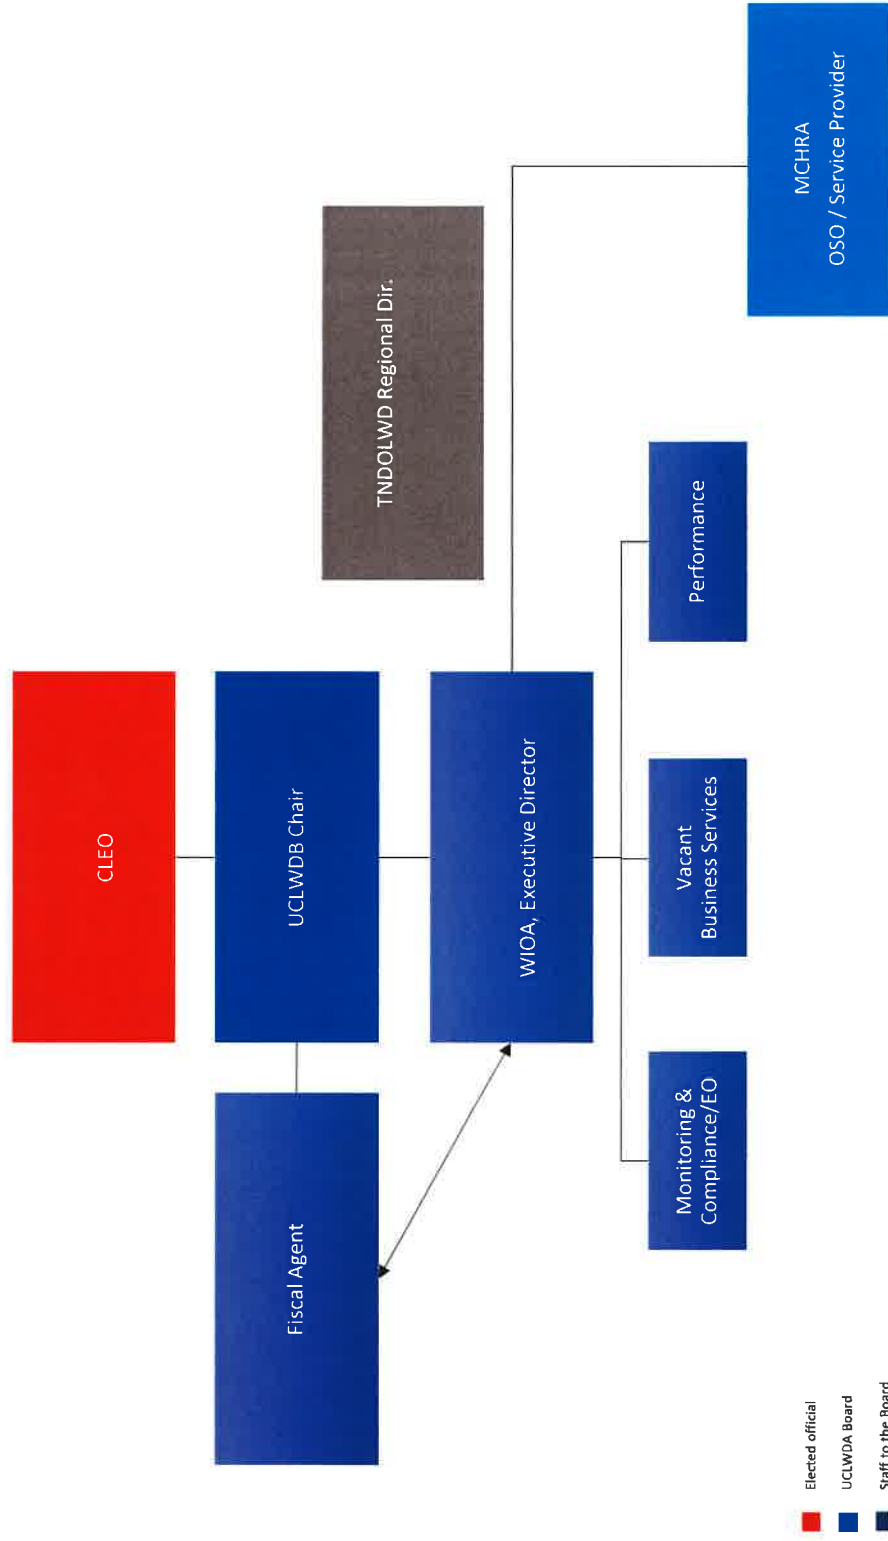 CLEO
UCLWDB Chair
Fiscal Agent
WIOA, Executive Director
TNDOLWD Regional Dir.
Monitoring &
Compliance/EO
Vacant
Business Services
Performance
MCHRA
OSO / Service Provider
Elected official
UCLWDA Board
Staff to the Board